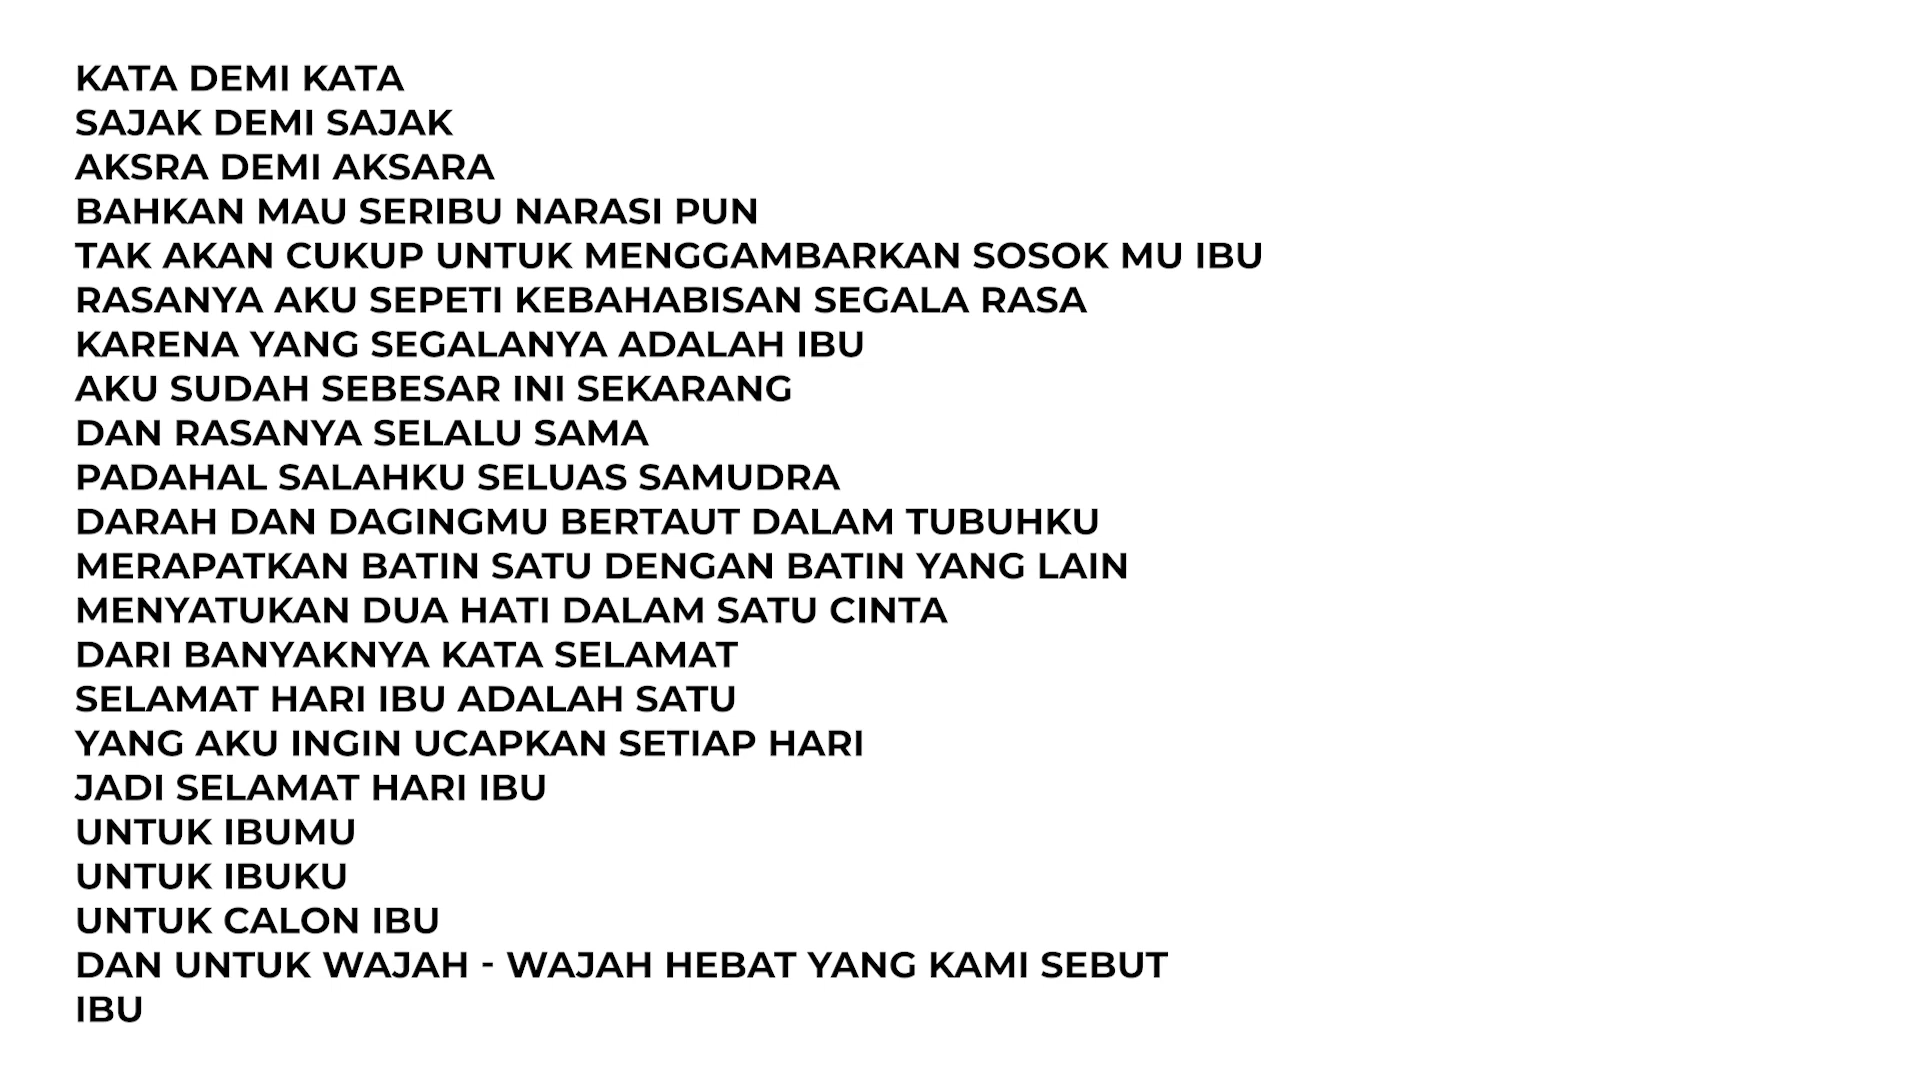 KATA DEMI KATA
SAJAK DEMI SAJAK
AKSRA DEMI AKSARA
BAHKAN MAU SERIBU NARASI PUN
TAK AKAN CUKUP UNTUK MENGGAMBARKAN SOSOK MU IBU
RASANYA AKU SEPETI KEBAHABISAN SEGALA RASA
KARENA YANG SEGALANYA ADALAH IBU
AKU SUDAH SEBESAR INI SEKARANG
DAN RASANYA SELALU SAMA
PADAHAL SALAHKU SELUAS SAMUDRA
DARAH DAN DAGINGMU BERTAUT DALAM TUBUHKU
MERAPATKAN BATIN SATU DENGAN BATIN YANG LAIN
MENYATUKAN DUA HATI DALAM SATU CINTA
DARI BANYAKNYA KATA SELAMAT
SELAMAT HARI IBU ADALAH SATU
YANG AKU INGIN UCAPKAN SETIAP HARI
JADI SELAMAT HARI IBU
UNTUK IBUMU
UNTUK IBUKU
UNTUK CALON IBU
DAN UNTUK WAJAH - WAJAH HEBAT YANG KAMI SEBUT
IBU